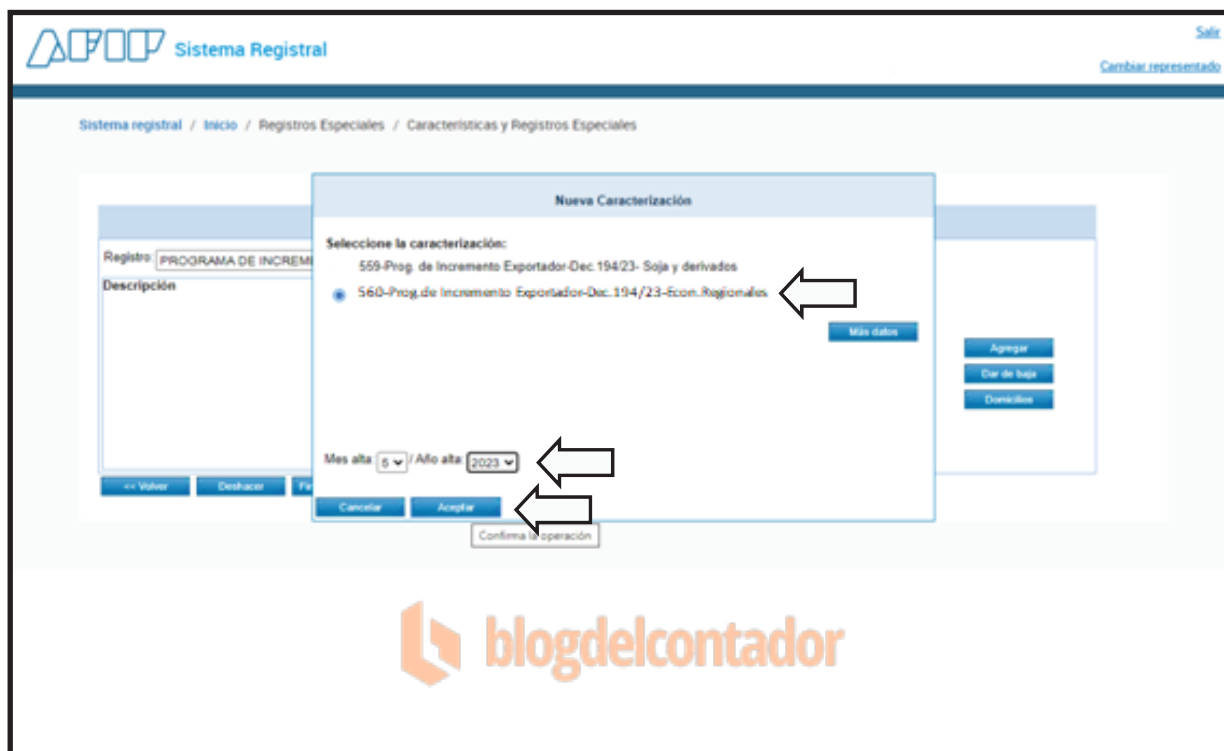 AFIP Sistema Registral
Salir
Cambiar representado
Sistema registral / Inicio / Registros Especiales / Características y Registros Especiales
Nueva Caracterización
Registro: PROGRAMA DE INCREME
Descripción
Seleccione la caracterización:
559-Prog. de Incremento Exportador-Dec.194/23- Soja y derivados
560-Prog.de Incremento Exportador-Dec.194/23-Econ.Regionales
Más datos
Agregar
Dar de baja
Domicilios
Mes alta: 5 / Año alta: 2023
<< Volver Deshacer Fir
Cancelar Aceptar
Confirma la operación
blogdelcontador